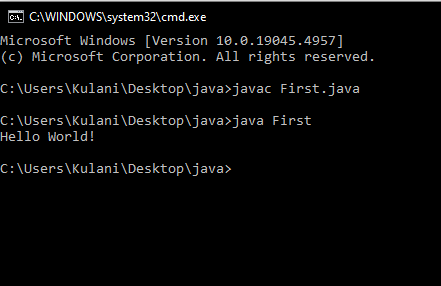 C:\WINDOWS\system32\cmd.exe
Microsoft Windows [Version 10.0.19045.4957]
(c) Microsoft Corporation. All rights reserved.
C:\Users\Kulani\Desktop\java>javac First.java
C:\Users\Kulani\Desktop\java>java First
Hello World!
C:\Users\Kulani\Desktop\java>